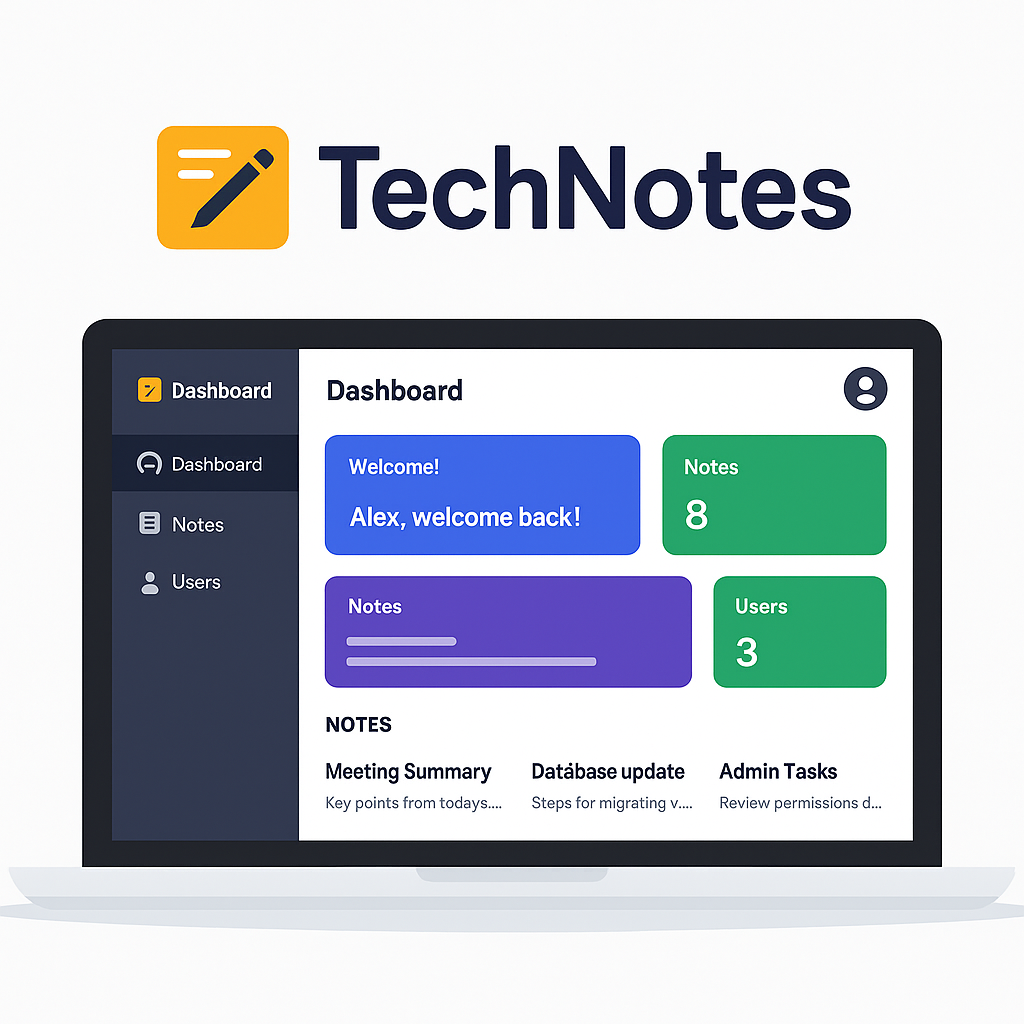 TechNotes
Dashboard
Dashboard
Notes
Users
Dashboard
Welcome!
Alex, welcome back!
Notes
8
Notes
Users
3
NOTES
Meeting Summary
Key points from todays....
Datábase update
Steps for migrating v....
Admin Tasks
Review permissions d...